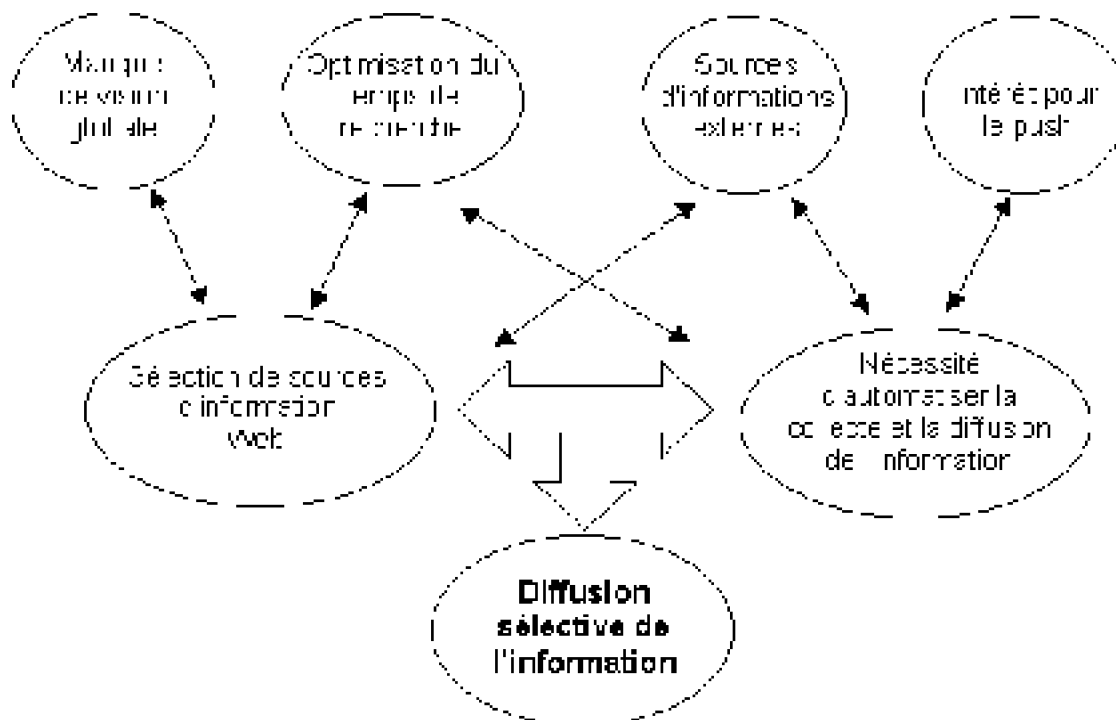 Manque
de vision
globale
Optimisation du
temps de
recherche
Sources
d'informations
externes
Intérêt pour
le push
Sélection de sources
d'information
Web
Nécessité
d'automatiser la
collecte et la diffusion
de l'information
Diffusion
sélective de
l'information